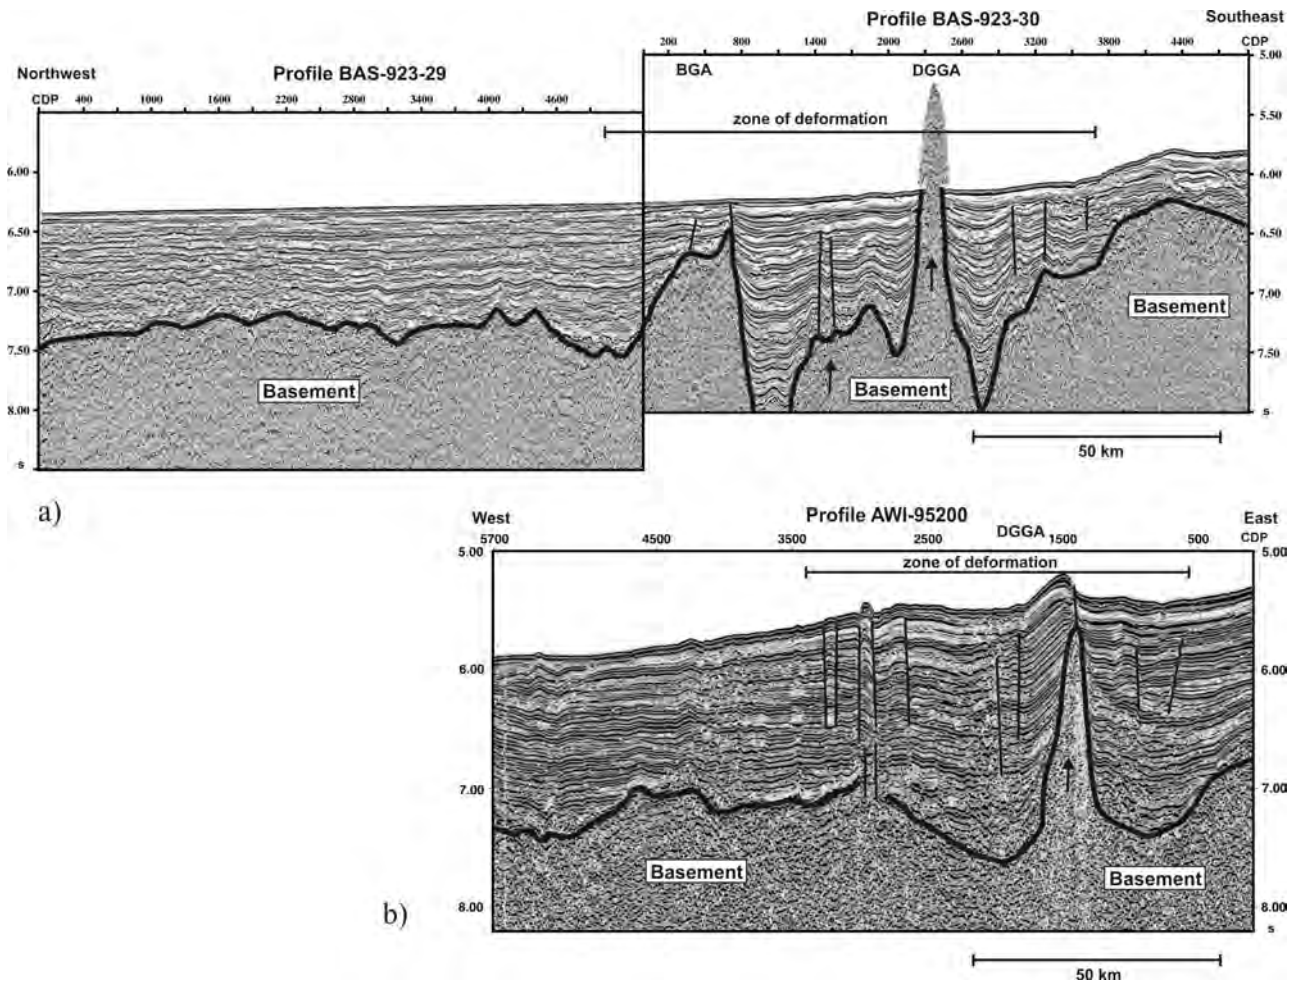 Profile BAS-923-30
Southeast
200 800 1400 2000 2600 3200 3800 4400 CDP
Northwest
Profile BAS-923-29
BGA
DGGA
5.00
CDP 400 1000 1600 2200 2800 3400 4000 4600
zone of deformation
5.50
6.00
6.00
6.50
6.50
7.00
7.00
Basement
7.50
7.50
Basement
Basement
8.00
s
s
50 km
a)
West
Profile AWI-95200
East
DGGA
5700 4500 3500 2500 1500 500 CDP
5.00
5.00
zone of deformation
6.00
6.00
7.00
7.00
Basement
Basement
8.00
8.00
b)
s
50 km